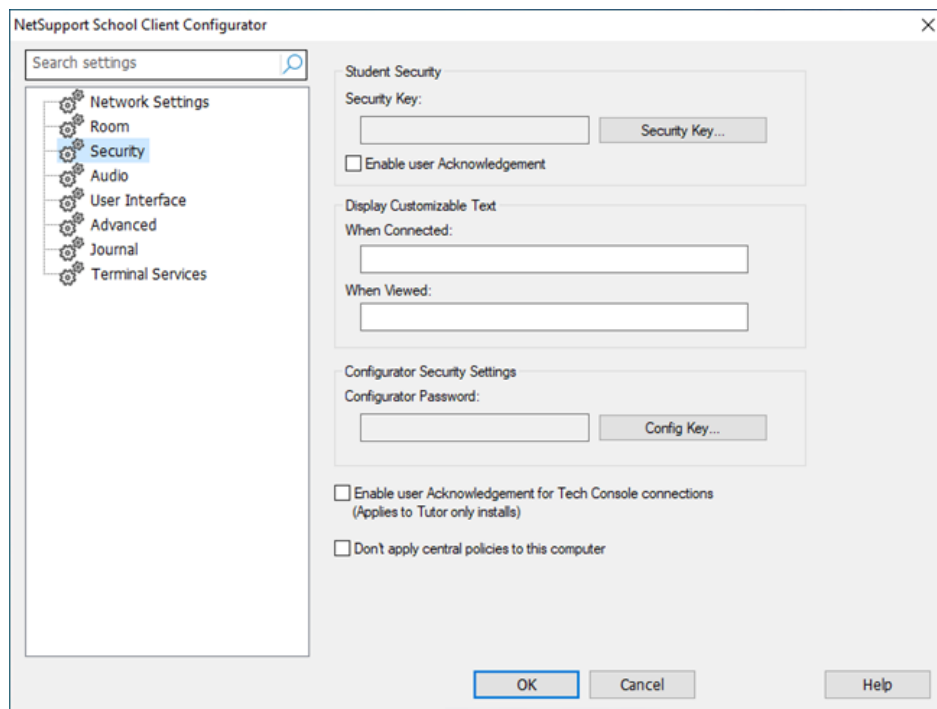 NetSupport School Client Configurator
Search settings
Network Settings
Room
Security
Audio
User Interface
Advanced
Journal
Terminal Services
Student Security
Security Key:
Security Key...
Enable user Acknowledgement
Display Customizable Text
When Connected:
When Viewed:
Configurator Security Settings
Configurator Password:
Config Key...
Enable user Acknowledgement for Tech Console connections
(Applies to Tutor only installs)
Don't apply central policies to this computer
OK
Cancel
Help